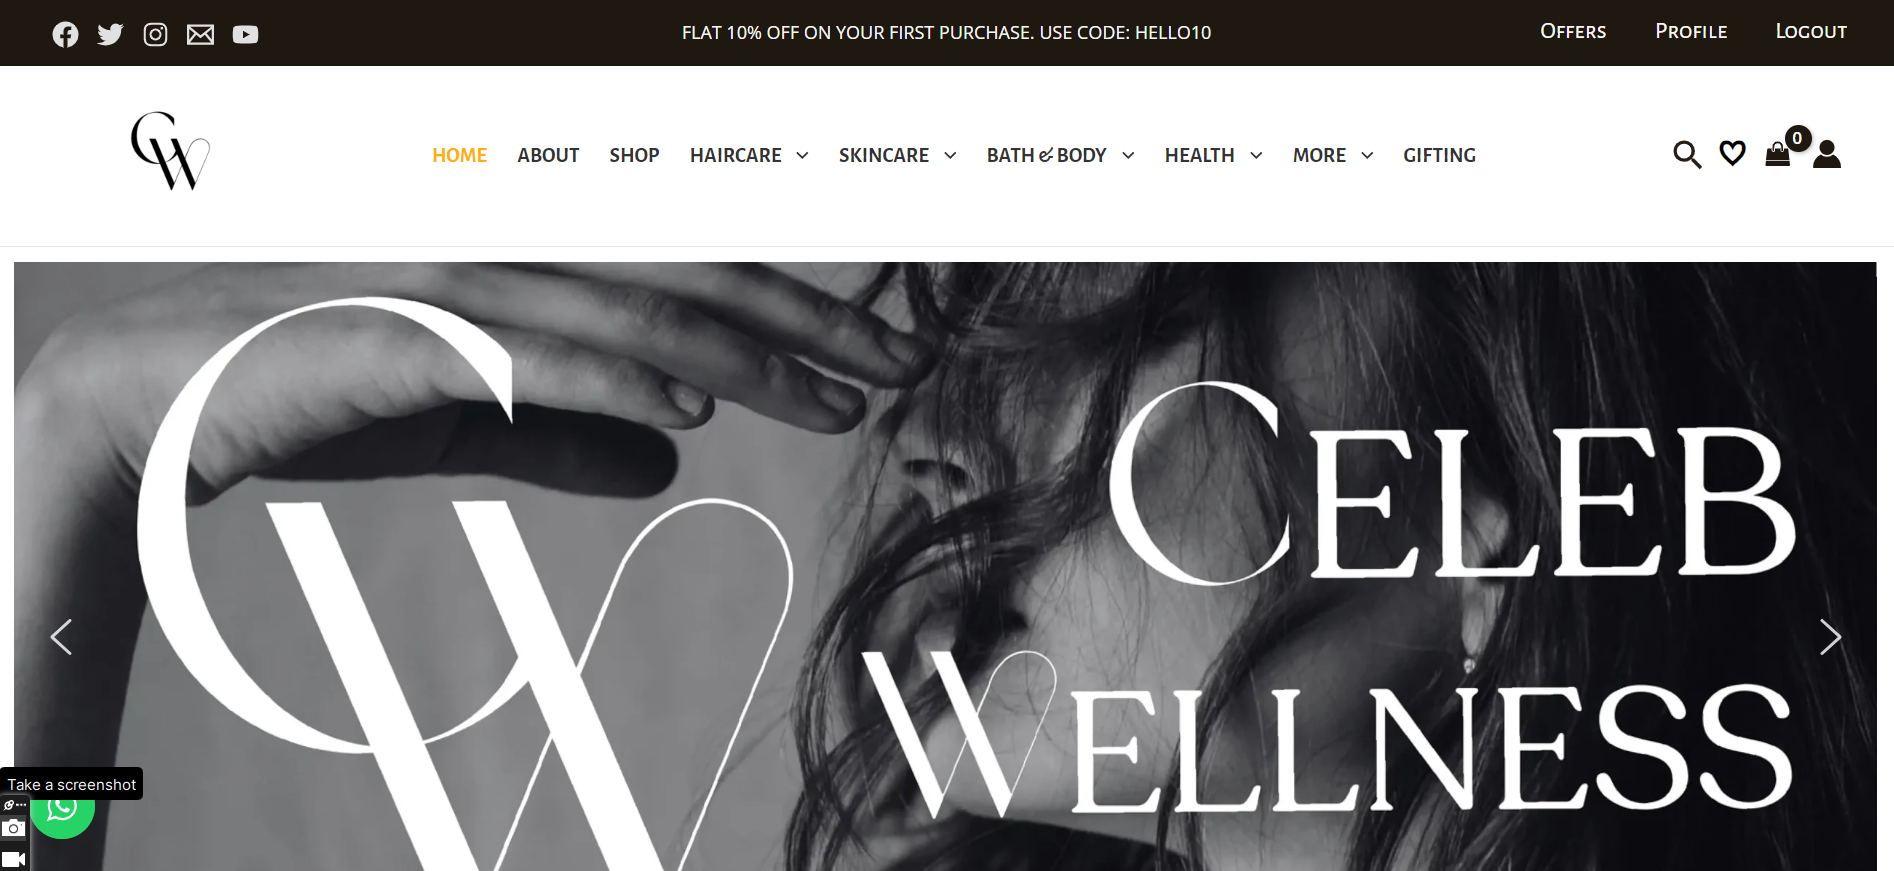 FLAT 10% OFF ON YOUR FIRST PURCHASE. USE CODE: HELLO10
OFFERS PROFILE LOGOUT
CW
HOME ABOUT SHOP HAIRCARE SKINCARE BATH & BODY HEALTH MORE GIFTING
0
CW
CELEB
WELLNESS
Take a screenshot